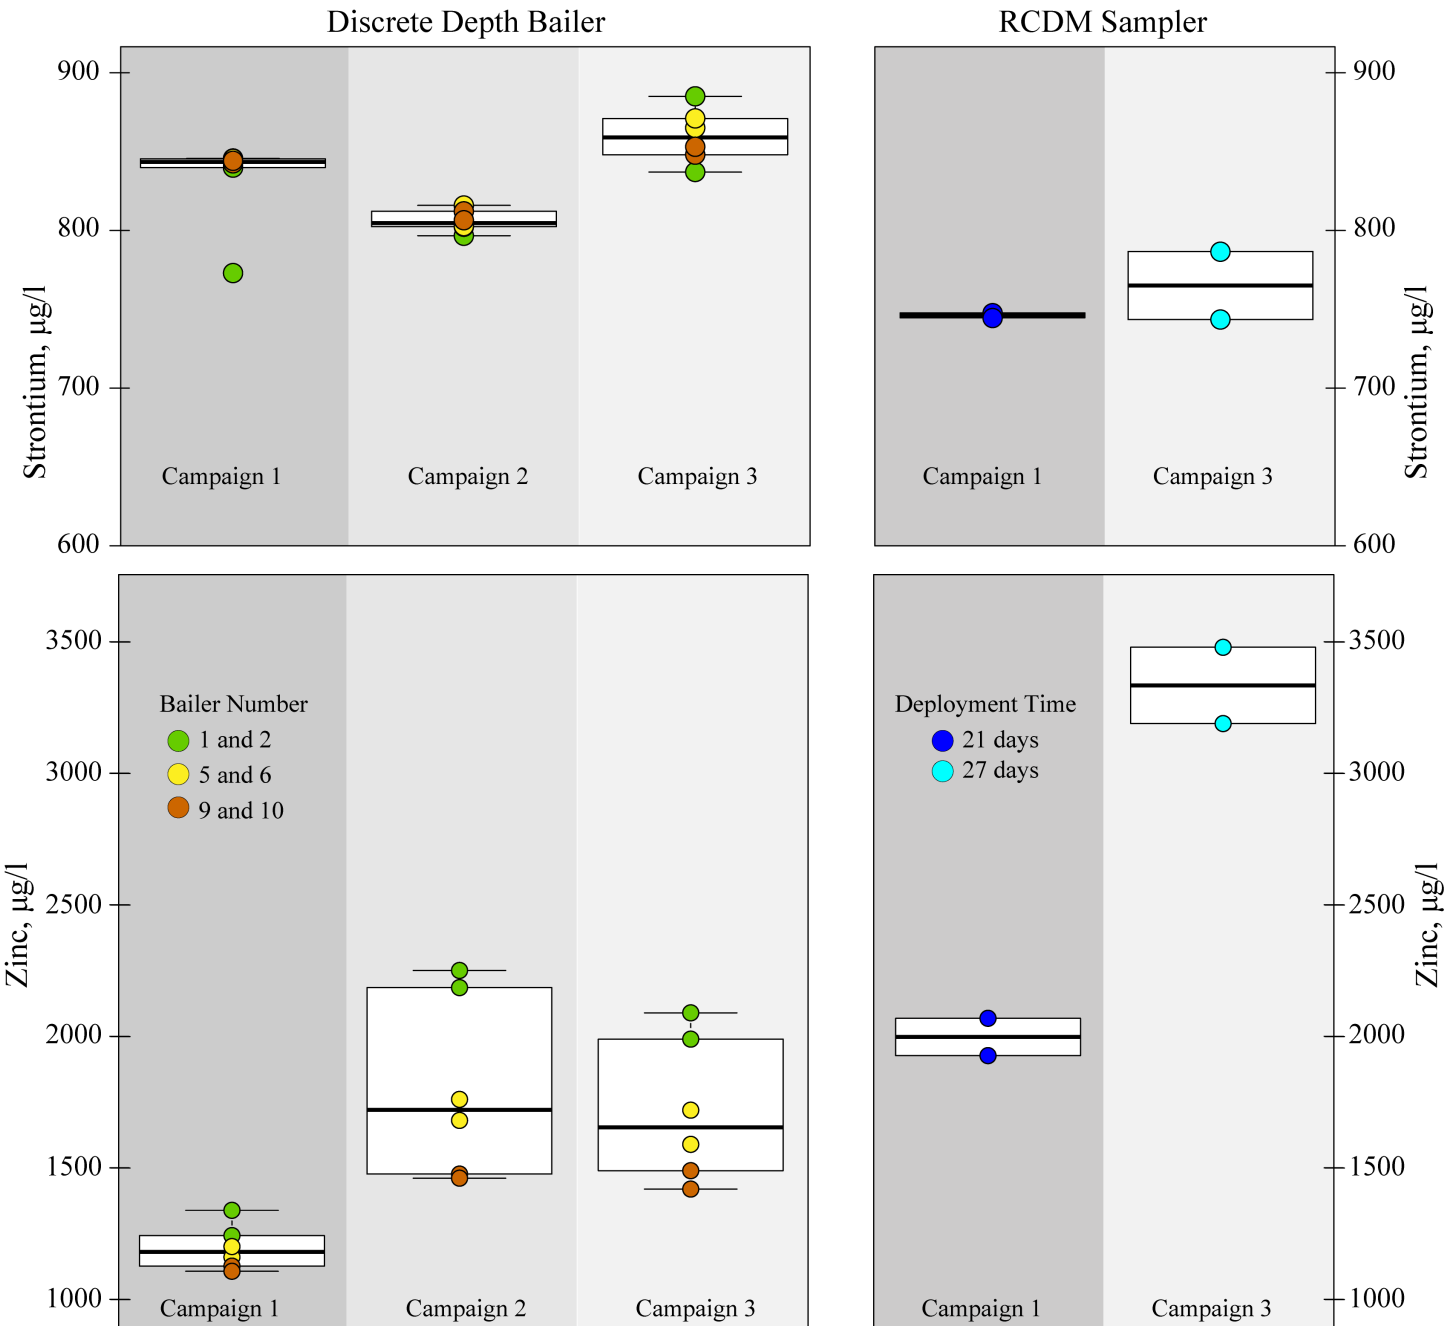 Discrete Depth Bailer
RCDM Sampler
900
800
700
600
Strontium, µg/l
Campaign 1
Campaign 2
Campaign 3
Campaign 1
Campaign 3
900
800
700
600
Strontium, µg/l
3500
3000
2500
2000
1500
1000
Zinc, µg/l
Bailer Number
1 and 2
5 and 6
9 and 10
Campaign 1
Campaign 2
Campaign 3
Deployment Time
21 days
27 days
Campaign 1
Campaign 3
3500
3000
2500
2000
1500
1000
Zinc, µg/l